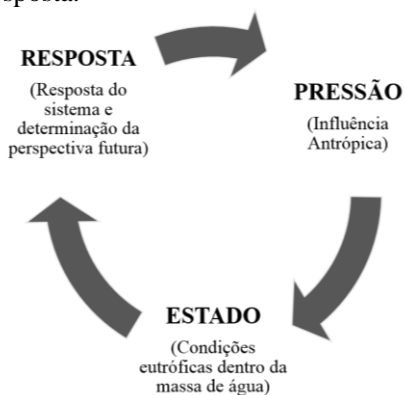 sposta.
RESPOSTA
(Resposta do
sistema e
determinação da
perspectiva futura)
PRESSÃO
(Influência
Antrópica)
ESTADO
(Condições
eutróficas dentro da
massa de água)